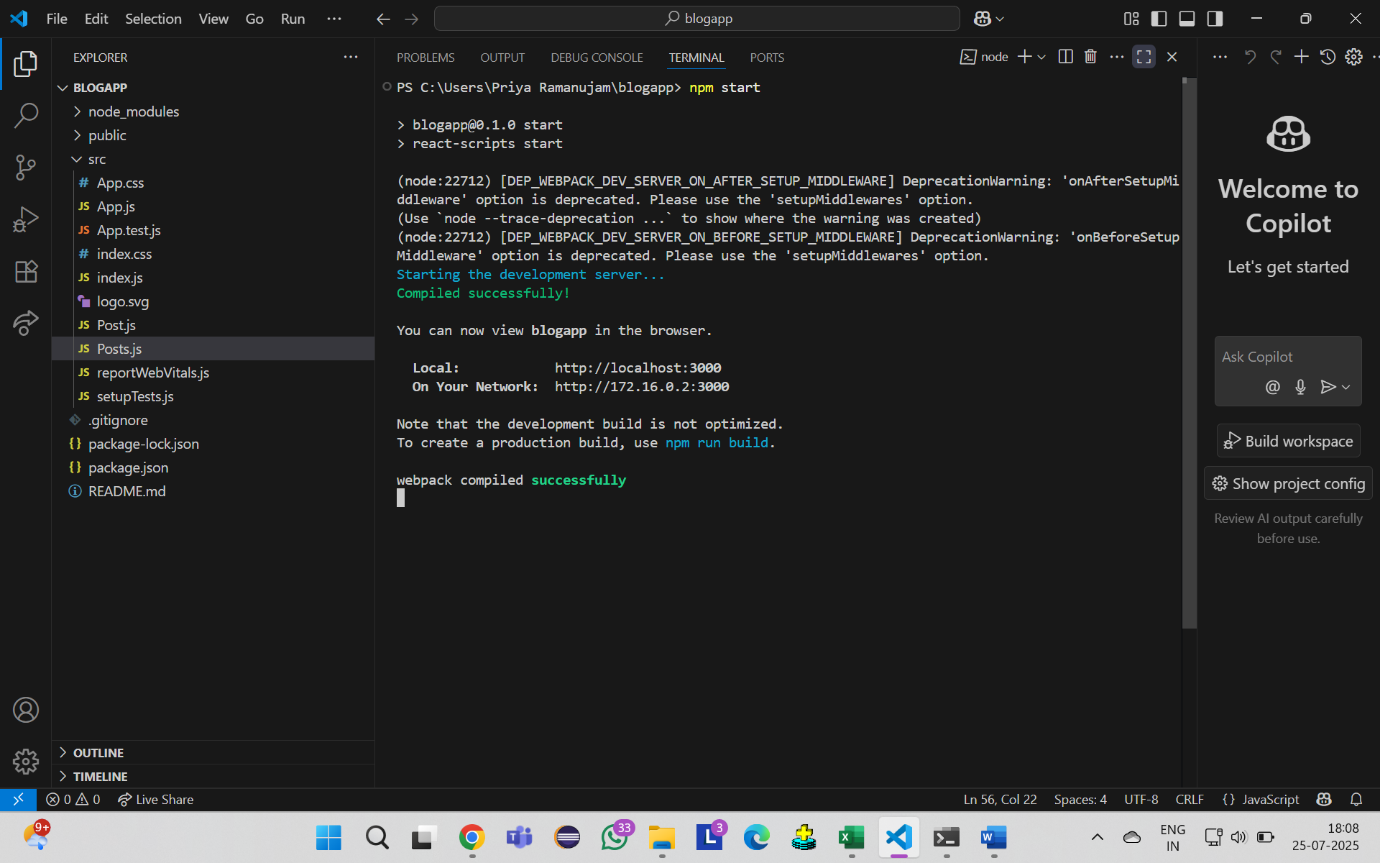 File Edit Selection View Go Run ··· blogapp
EXPLORER ···
BLOGAPP
node_modules
public
src
# App.css
JS App.js
JS App.test.js
# index.css
JS index.js
logo.svg
JS Post.js
JS Posts.js
JS reportWebVitals.js
JS setupTests.js
.gitignore
{} package-lock.json
{} package.json
README.md
OUTLINE
TIMELINE
PROBLEMS OUTPUT DEBUG CONSOLE TERMINAL PORTS node
PS C:\Users\Priya Ramanujam\blogapp> npm start
> blogapp@0.1.0 start
> react-scripts start
(node:22712) [DEP_WEBPACK_DEV_SERVER_ON_AFTER_SETUP_MIDDLEWARE] DeprecationWarning: 'onAfterSetupMi
ddleware' option is deprecated. Please use the 'setupMiddlewares' option.
(Use `node --trace-deprecation ...` to show where the warning was created)
(node:22712) [DEP_WEBPACK_DEV_SERVER_ON_BEFORE_SETUP_MIDDLEWARE] DeprecationWarning: 'onBeforeSetup
Middleware' option is deprecated. Please use the 'setupMiddlewares' option.
Starting the development server...
Compiled successfully!
You can now view blogapp in the browser.
Local: http://localhost:3000
On Your Network: http://172.16.0.2:3000
Note that the development build is not optimized.
To create a production build, use npm run build.
webpack compiled successfully
Welcome to
Copilot
Let's get started
Ask Copilot
@
Build workspace
Show project config
Review AI output carefully
before use.
0 0 Live Share Ln 56, Col 22 Spaces: 4 UTF-8 CRLF {} JavaScript
9+ 33 L 3 ENG 18:08
IN 25-07-2025